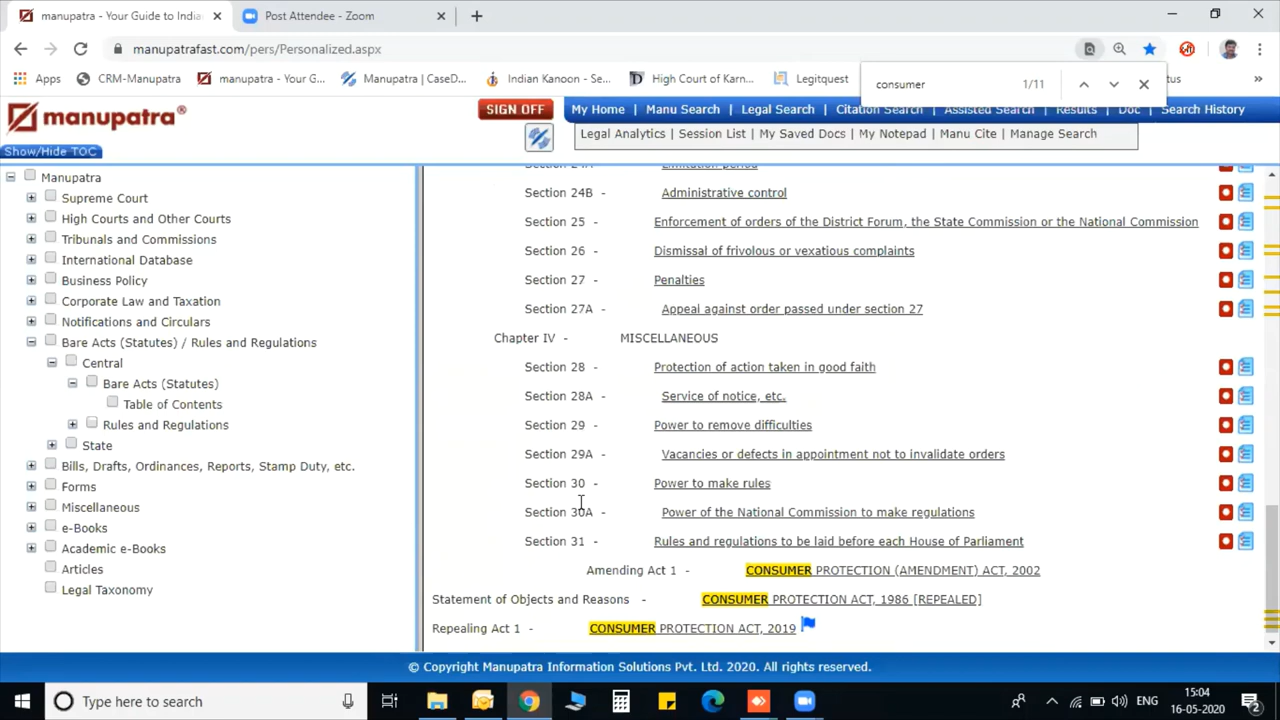 manupatra - Your Guide to India
Post Attendee - Zoom
manupatrafast.com/pers/Personalized.aspx
Apps
CRM-Manupatra
manupatra - Your G...
Manupatra | CaseD...
Indian Kanoon - Se...
High Court of Karn...
Legitquest
consumer 1/11
manupatra®
SIGN OFF
My Home | Manu Search | Legal Search | Citation Search | Assisted Search | Results | Doc | Search History
Legal Analytics | Session List | My Saved Docs | My Notepad | Manu Cite | Manage Search
Show/Hide TOC
Manupatra
Supreme Court
High Courts and Other Courts
Tribunals and Commissions
International Database
Business Policy
Corporate Law and Taxation
Notifications and Circulars
Bare Acts (Statutes) / Rules and Regulations
Central
Bare Acts (Statutes)
Table of Contents
Rules and Regulations
State
Bills, Drafts, Ordinances, Reports, Stamp Duty, etc.
Forms
Miscellaneous
e-Books
Academic e-Books
Articles
Legal Taxonomy
Section 24A - Limitation period
Section 24B - Administrative control
Section 25 - Enforcement of orders of the District Forum, the State Commission or the National Commission
Section 26 - Dismissal of frivolous or vexatious complaints
Section 27 - Penalties
Section 27A - Appeal against order passed under section 27
Chapter IV - MISCELLANEOUS
Section 28 - Protection of action taken in good faith
Section 28A - Service of notice, etc.
Section 29 - Power to remove difficulties
Section 29A - Vacancies or defects in appointment not to invalidate orders
Section 30 - Power to make rules
Section 30A - Power of the National Commission to make regulations
Section 31 - Rules and regulations to be laid before each House of Parliament
Amending Act 1 - CONSUMER PROTECTION (AMENDMENT) ACT, 2002
Statement of Objects and Reasons - CONSUMER PROTECTION ACT, 1986 [REPEALED]
Repealing Act 1 - CONSUMER PROTECTION ACT, 2019
© Copyright Manupatra Information Solutions Pvt. Ltd. 2020. All rights reserved.
Type here to search
ENG
15:04
16-05-2020
2